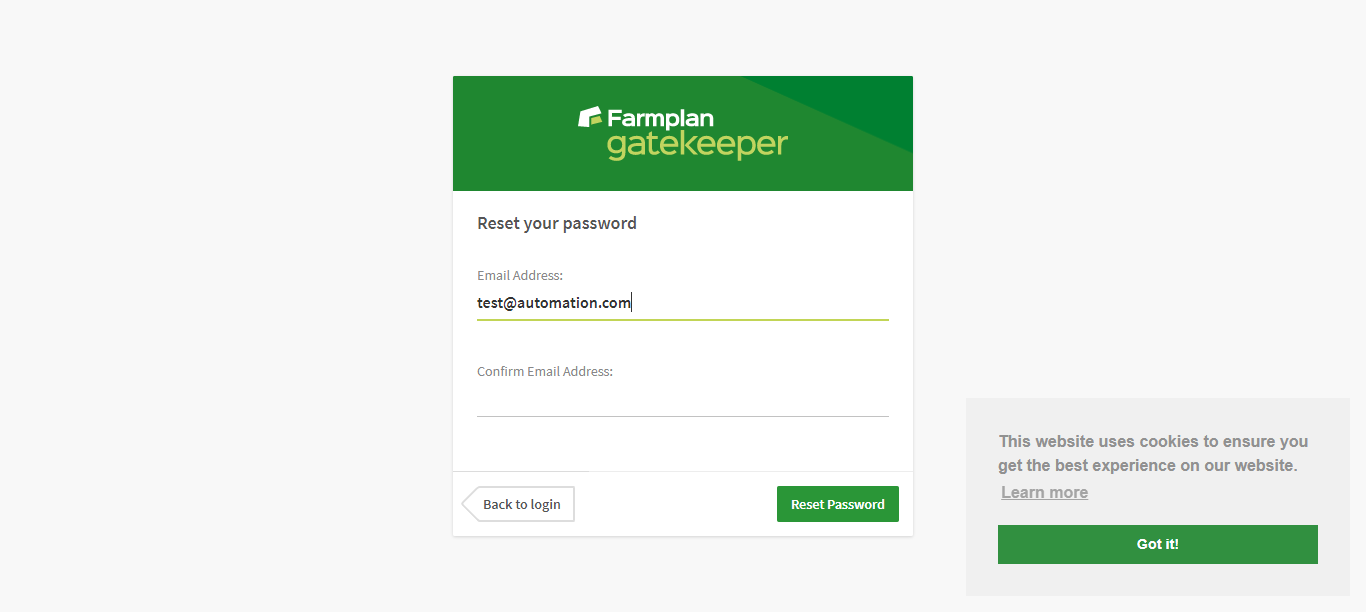 Farmplan
gatekeeper
Reset your password
Email Address:
test@automation.com
Confirm Email Address:
Back to login
Reset Password
This website uses cookies to ensure you
get the best experience on our website.
Learn more
Got it!